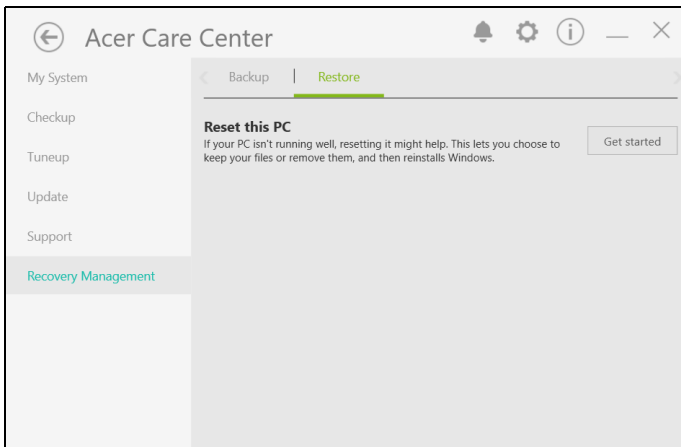 Acer Care Center
My System
Checkup
Tuneup
Update
Support
Recovery Management
Backup
Restore
Reset this PC
If your PC isn't running well, resetting it might help. This lets you choose to
keep your files or remove them, and then reinstalls Windows.
Get started